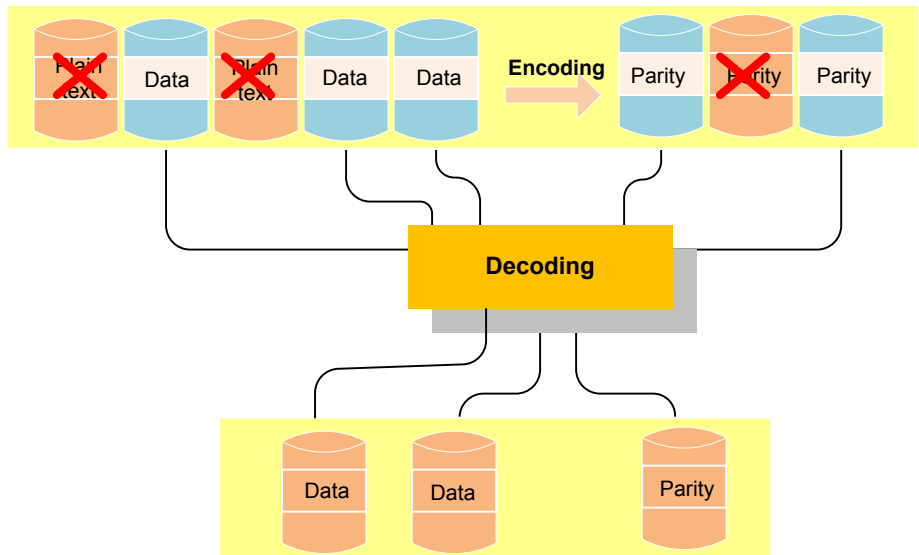 Plain
text
Data
Plain
text
Data
Data
Encoding
Parity
Parity
Parity
Decoding
Data
Data
Parity